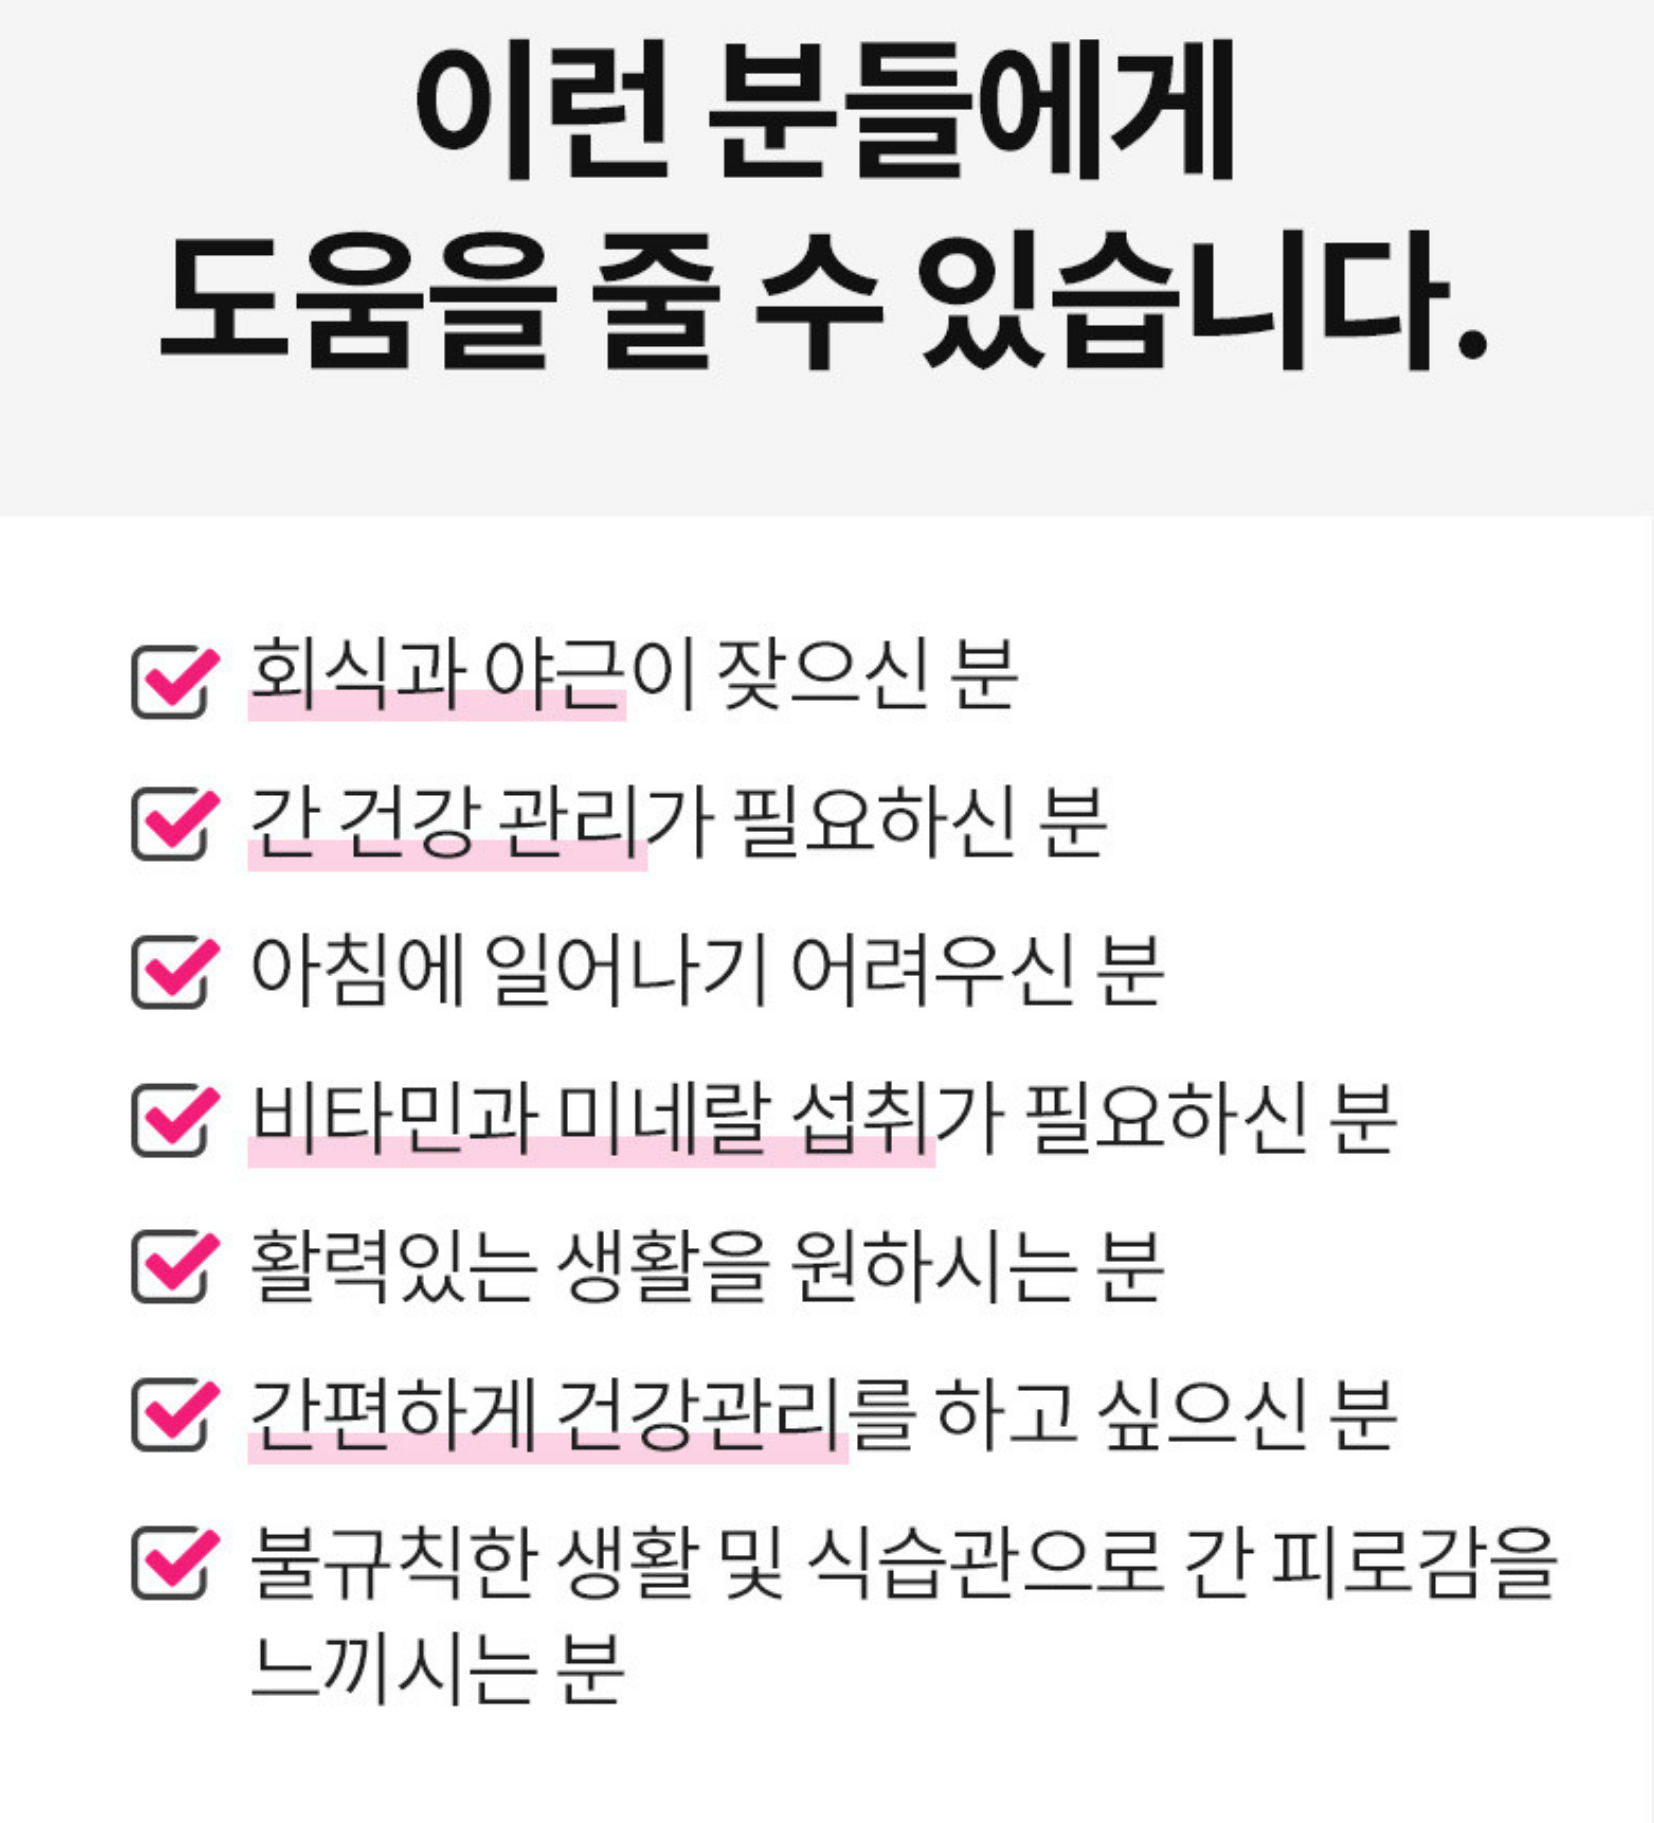 이런 분들에게
도움을 줄 수 있습니다.
회식과 야근이 잦으신 분
간 건강 관리가 필요하신 분
아침에 일어나기 어려우신 분
비타민과 미네랄 섭취가 필요하신 분
활력있는 생활을 원하시는 분
간편하게 건강관리를 하고 싶으신 분
불규칙한 생활 및 식습관으로 간 피로감을
느끼시는 분